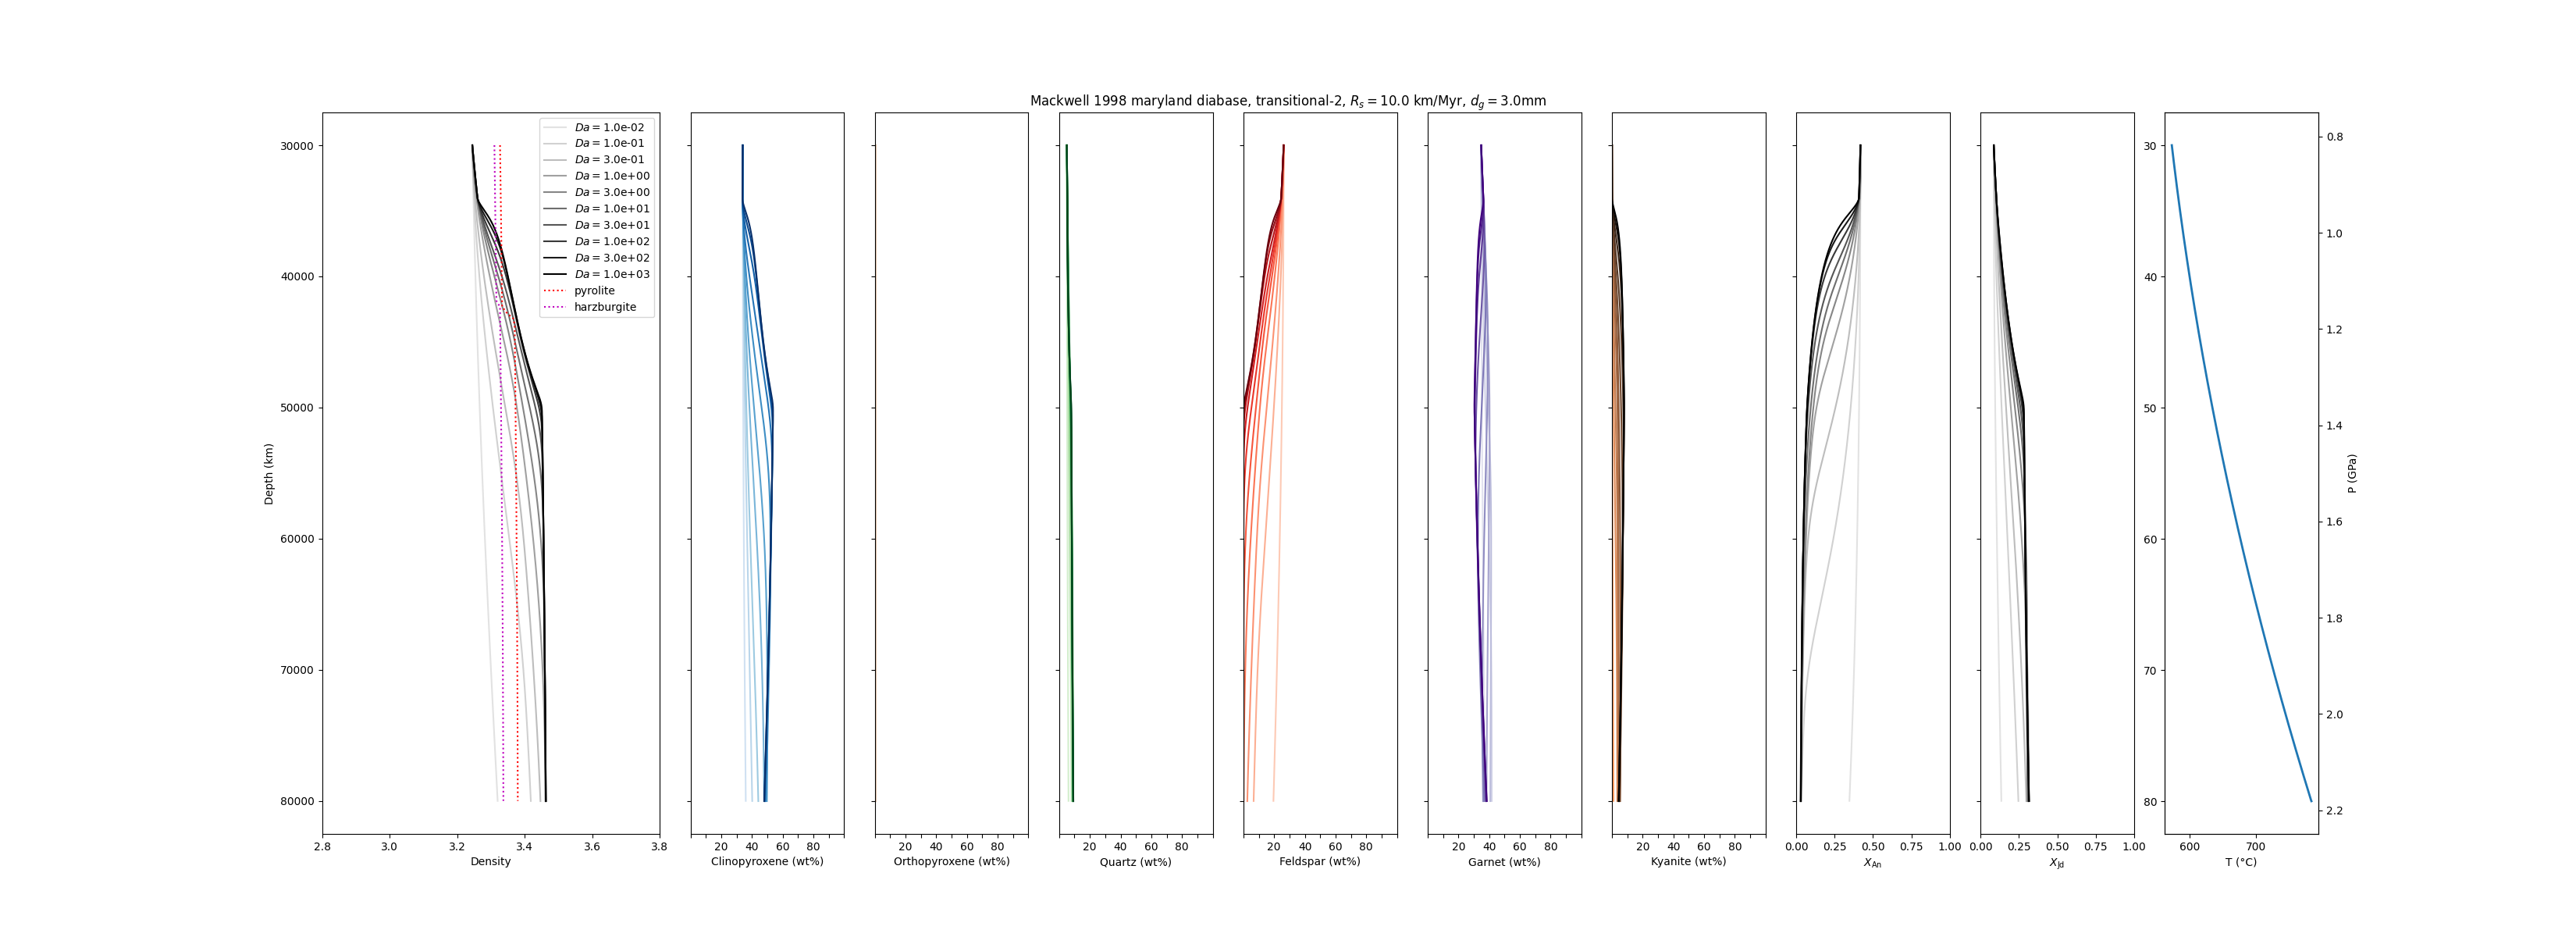 Mackwell 1998 maryland diabase, transitional-2, $R_s = 10.0$ km/Myr, $d_g = 3.0$mm
Da = 1.0e-02
Da = 1.0e-01
Da = 3.0e-01
Da = 1.0e+00
Da = 3.0e+00
Da = 1.0e+01
Da = 3.0e+01
Da = 1.0e+02
Da = 3.0e+02
Da = 1.0e+03
pyrolite
harzburgite
Depth (km)
30000
40000
50000
60000
70000
80000
2.8 3.0 3.2 3.4 3.6 3.8
Density
20 40 60 80
Clinopyroxene (wt%)
20 40 60 80
Orthopyroxene (wt%)
20 40 60 80
Quartz (wt%)
20 40 60 80
Feldspar (wt%)
20 40 60 80
Garnet (wt%)
20 40 60 80
Kyanite (wt%)
0.00 0.25 0.50 0.75 1.00
$X_{An}$
0.00 0.25 0.50 0.75 1.00
$X_{Jd}$
30
40
50
60
70
80
600 700
T (°C)
0.8
1.0
1.2
1.4
1.6
1.8
2.0
2.2
P (GPa)